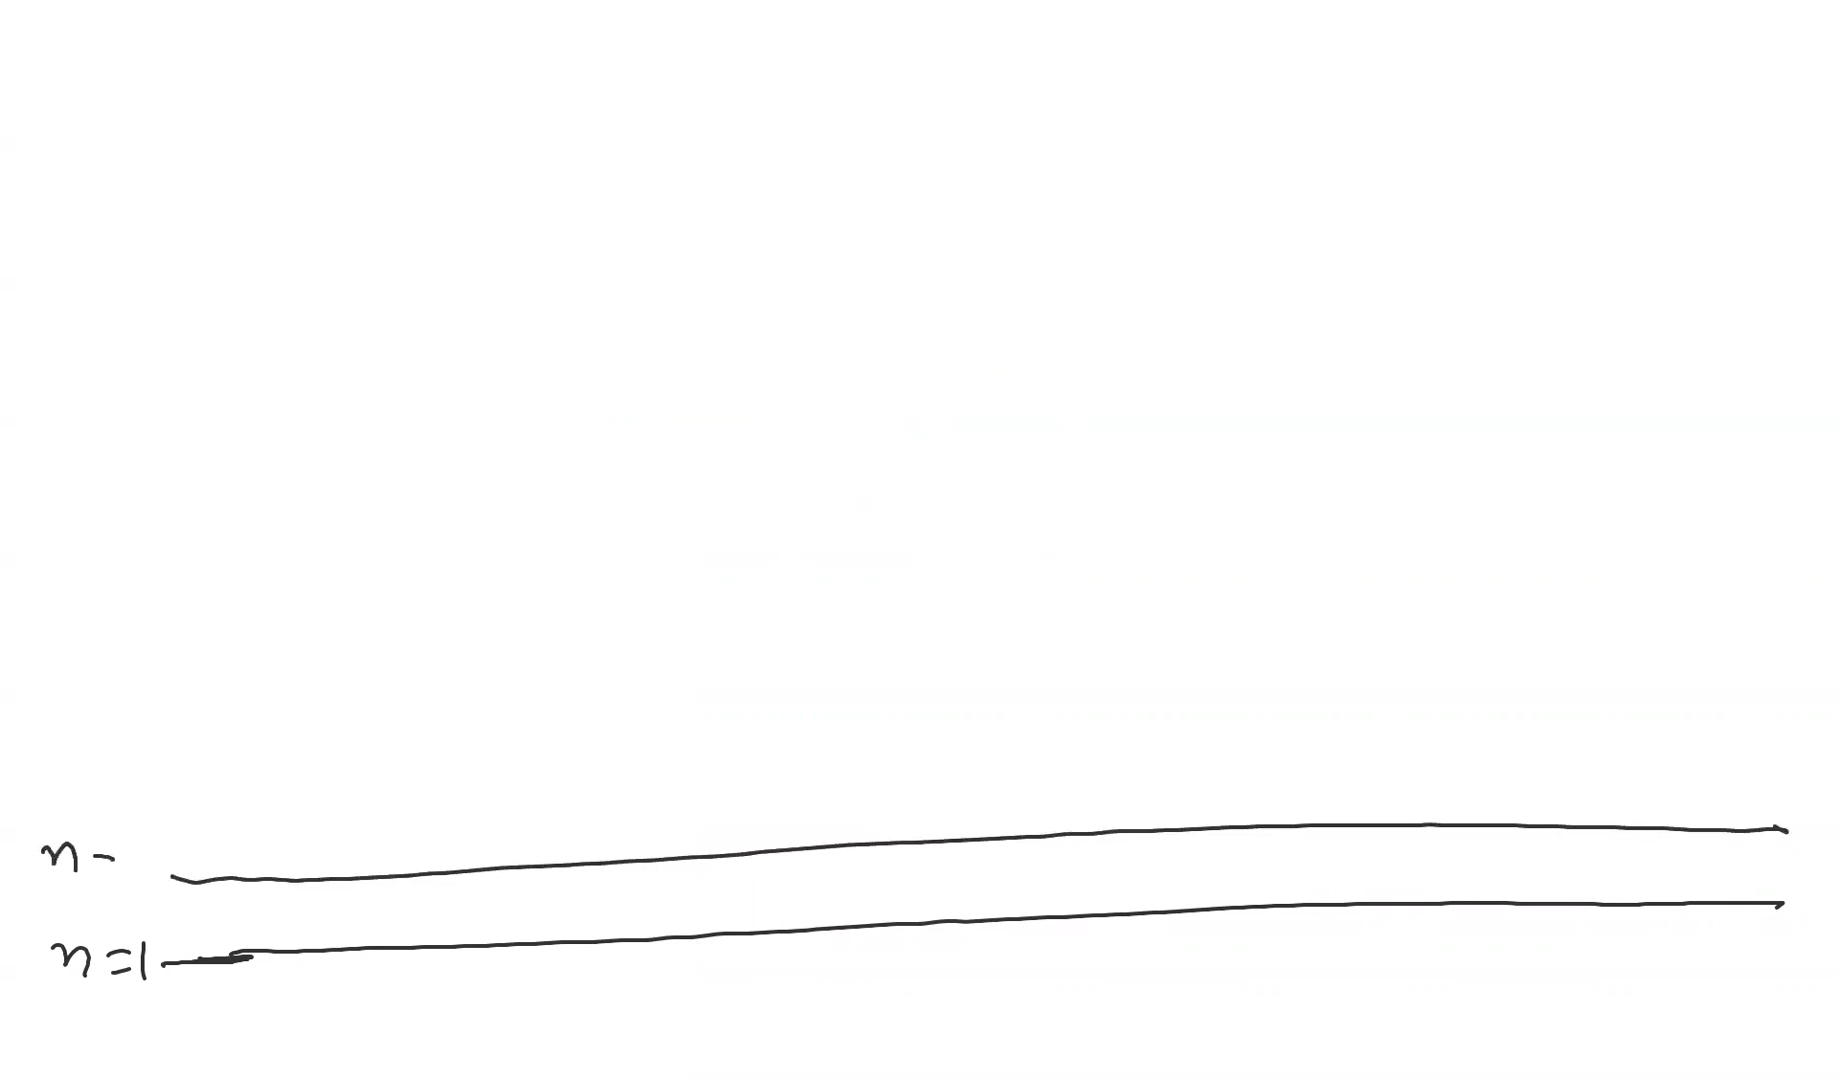 n -
n = 1